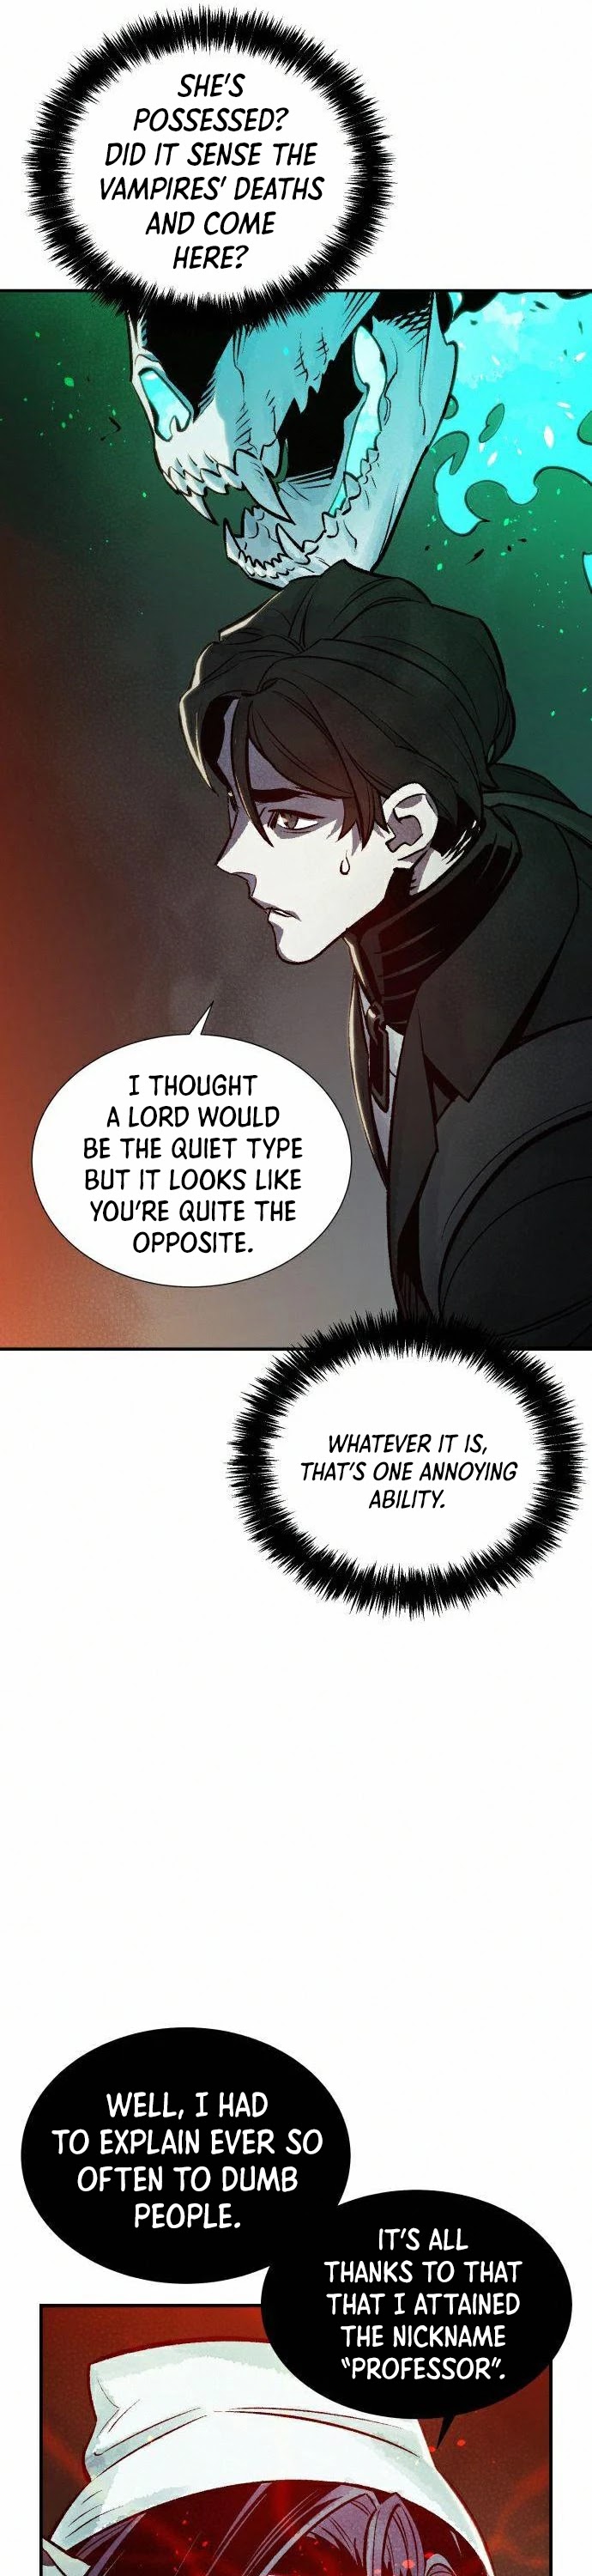 SHE'S
POSSESSED?
DID IT SENSE THE
VAMPIRES' DEATHS
AND COME
HERE?
I THOUGHT
A LORD WOULD
BE THE QUIET TYPE
BUT IT LOOKS LIKE
YOU'RE QUITE THE
OPPOSITE.
WHATEVER IT IS,
THAT'S ONE ANNOYING
ABILITY.
WELL, I HAD
TO EXPLAIN EVER SO
OFTEN TO DUMB
PEOPLE.
IT'S ALL
THANKS TO THAT
THAT I ATTAINED
THE NICKNAME
"PROFESSOR".